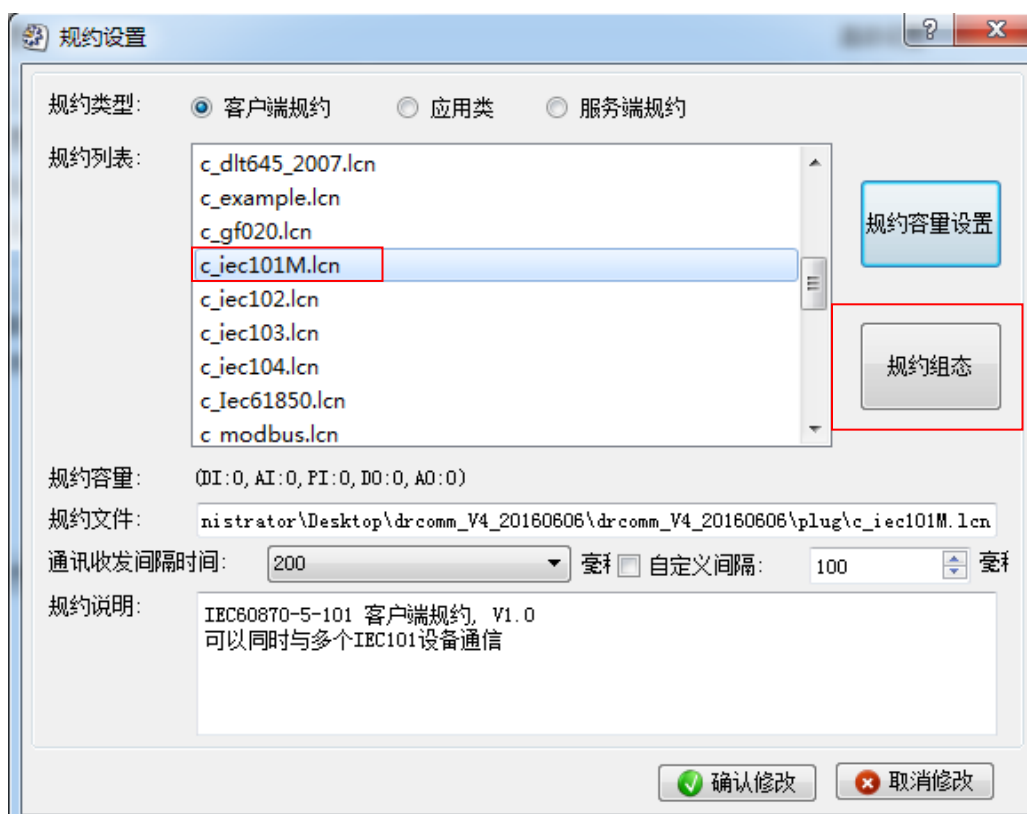 规约设置
规约类型: 客户端规约 应用类 服务端规约
规约列表:
c_dlt645_2007.lcn
c_example.lcn
c_gf020.lcn
c_iec101M.lcn
c_iec102.lcn
c_iec103.lcn
c_iec104.lcn
c_Iec61850.lcn
c_modbus.lcn
规约容量设置
规约组态
规约容量: (DI:0,AI:0,PI:0,DO:0,AO:0)
规约文件: nistrator\Desktop\drcomm_V4_20160606\drcomm_V4_20160606\plug\c_iec101M.lcn
通讯收发间隔时间: 200 毫 自定义间隔: 100 毫
规约说明:
IEC60870-5-101 客户端规约, V1.0
可以同时与多个IEC101设备通信
确认修改 取消修改